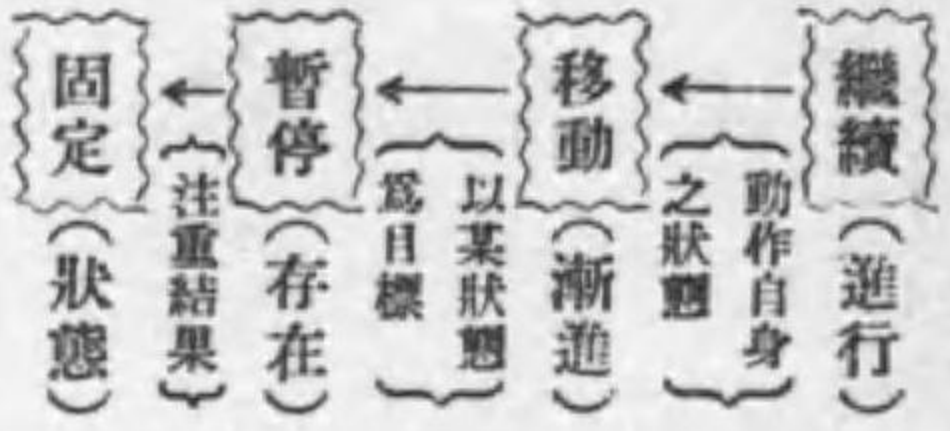 繼續
（進行）
動作自身
之狀態
移動
（漸進）
以某狀態
爲目標
暫停
（存在）
注重結果
固定
（狀態）